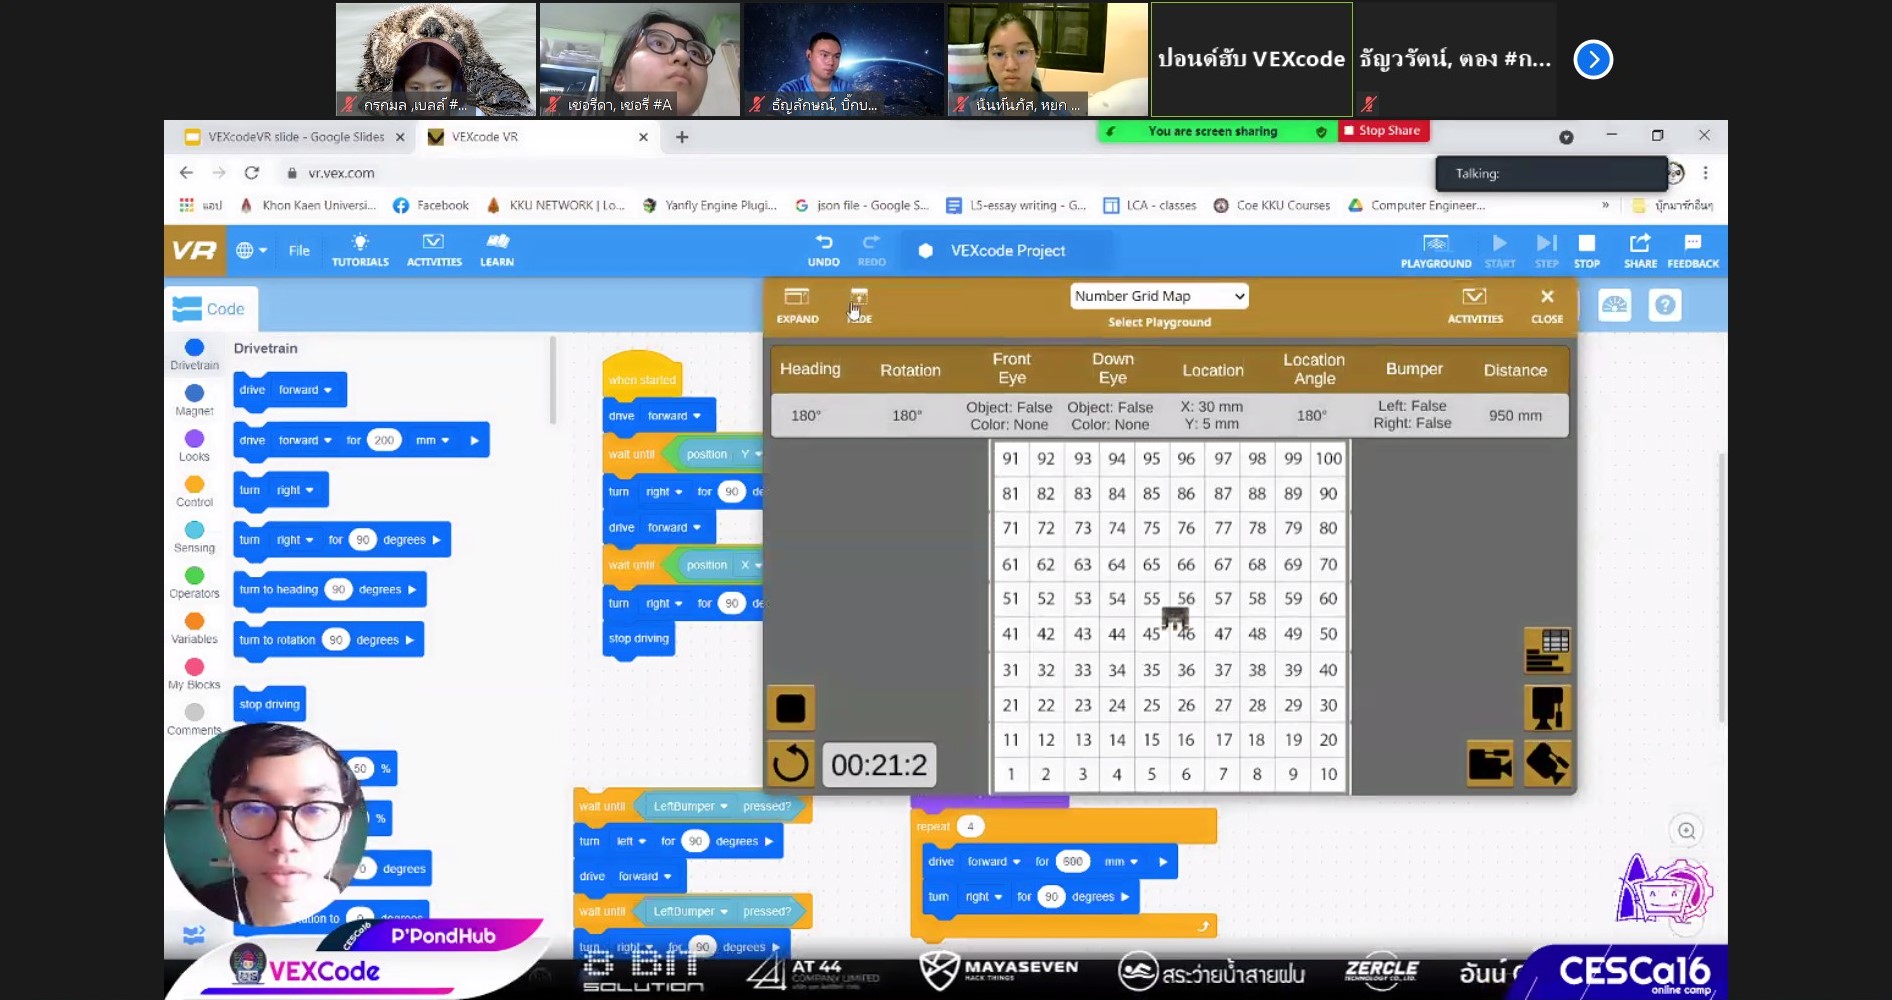 กรกมล ,เบลล์ #...
เซอรีดา, เซอรี่ #A
ธัญลักษณ์, บิ๊กบ...
นันท์นภัส, หยก ...
ปอนด์ฮับ VEXcode
ธัญวรัตน์, ตอง #ก...
VEXcodeVR slide - Google Slides
VEXcode VR
You are screen sharing
Stop Share
vr.vex.com
Talking:
แอป
Khon Kaen Universi...
Facebook
KKU NETWORK | Lo...
Yanfly Engine Plugi...
json file - Google S...
L5-essay writing - G...
LCA - classes
Coe KKU Courses
Computer Engineer...
»
บุ๊กมาร์กอื่นๆ
VR
File
TUTORIALS
ACTIVITIES
LEARN
UNDO
REDO
VEXcode Project
PLAYGROUND
START
STEP
STOP
SHARE
FEEDBACK
Code
EXPAND
Number Grid Map
Select Playground
ACTIVITIES
CLOSE
Heading Rotation Front Eye Down Eye Location Location Angle Bumper Distance
180° 180° Object: False Object: False X: 30 mm 180° Left: False 950 mm
Color: None Color: None Y: 5 mm Right: False
91 92 93 94 95 96 97 98 99 100
81 82 83 84 85 86 87 88 89 90
71 72 73 74 75 76 77 78 79 80
61 62 63 64 65 66 67 68 69 70
51 52 53 54 55 56 57 58 59 60
41 42 43 44 45 46 47 48 49 50
31 32 33 34 35 36 37 38 39 40
21 22 23 24 25 26 27 28 29 30
11 12 13 14 15 16 17 18 19 20
1 2 3 4 5 6 7 8 9 10
00:21:2
Drivetrain
Magnet
Looks
Control
Sensing
Operators
Variables
My Blocks
Comments
Drivetrain
drive forward
drive forward for 200 mm
turn right
turn right for 90 degrees
turn to heading 90 degrees
turn to rotation 90 degrees
stop driving
50 %
%
degrees
when started
drive forward
wait until position Y
turn right for 90 de
drive forward
wait until position X
turn right for 90 de
stop driving
wait until LeftBumper pressed?
turn left for 90 degrees
drive forward
wait until LeftBumper pressed?
turn right for 90 degrees
repeat 4
drive forward for 600 mm
turn right for 90 degrees
CESCa16
P'PondHub
VEXCode
8 BIT
SOLUTION
AT 44
COMPANY LIMITED
MAYASEVEN
HACK THINGS
สระว่ายน้ำสายฝน
ZERCLE
TECHNOLOGY CO., LTD.
อันน์
CESCa16
online camp